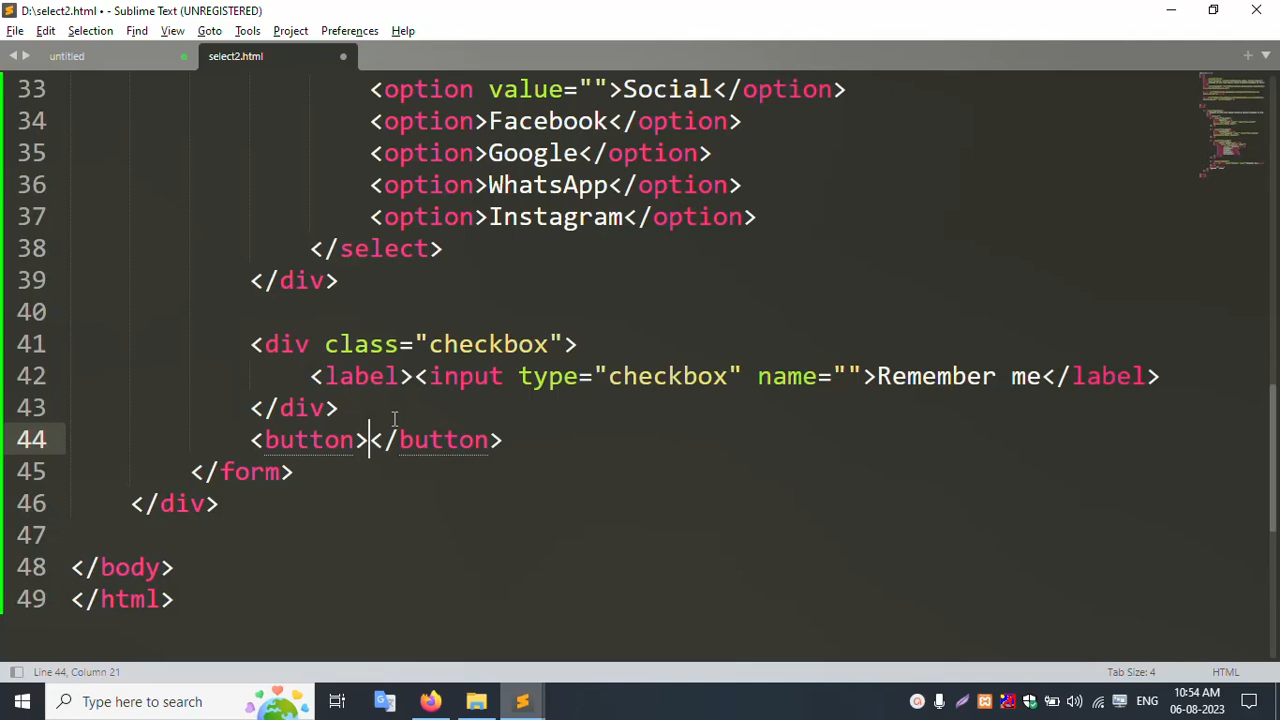 D:\select2.html • - Sublime Text (UNREGISTERED)
File Edit Selection Find View Goto Tools Project Preferences Help
untitled select2.html
33 <option value="">Social</option>
34 <option>Facebook</option>
35 <option>Google</option>
36 <option>WhatsApp</option>
37 <option>Instagram</option>
38 </select>
39 </div>
40
41 <div class="checkbox">
42 <label><input type="checkbox" name="">Remember me</label>
43 </div>
44 <button></button>
45 </form>
46 </div>
47
48 </body>
49 </html>
Line 44, Column 21 Tab Size: 4 HTML
Type here to search ENG 10:54 AM
06-08-2023